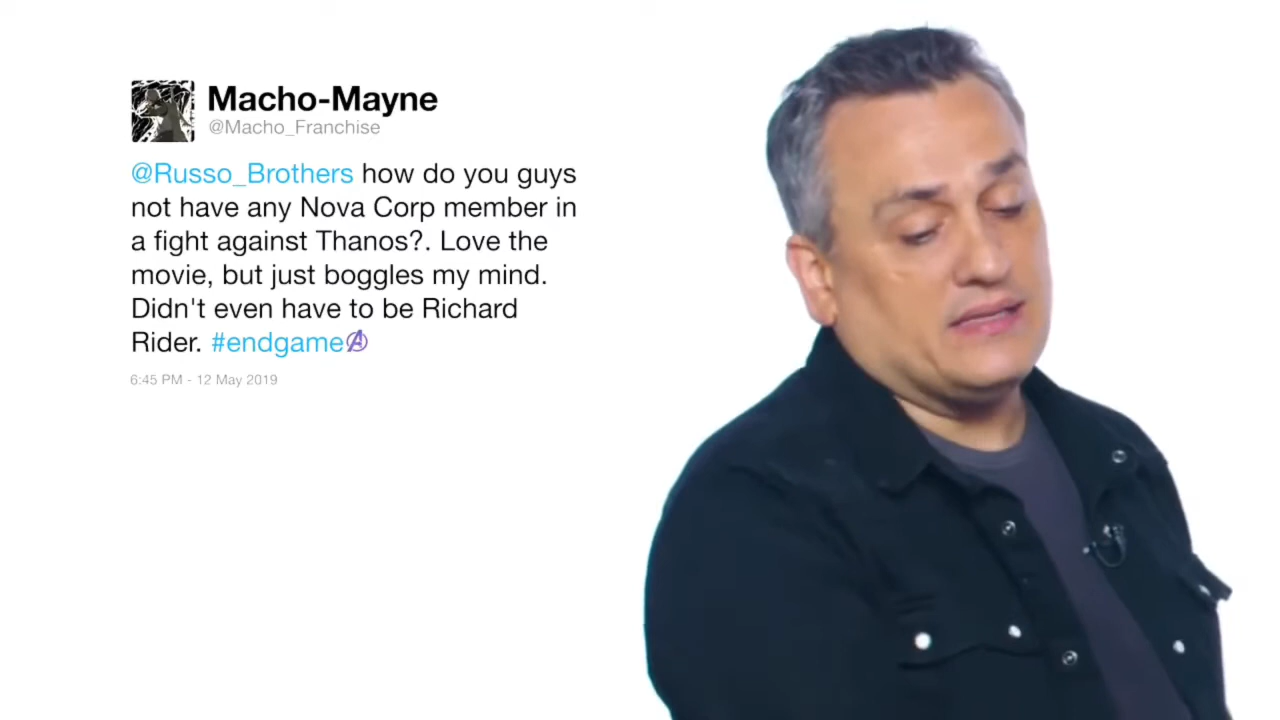 Macho-Mayne
@Macho_Franchise
@Russo_Brothers how do you guys
not have any Nova Corp member in
a fight against Thanos?. Love the
movie, but just boggles my mind.
Didn't even have to be Richard
Rider. #endgame
6:45 PM - 12 May 2019